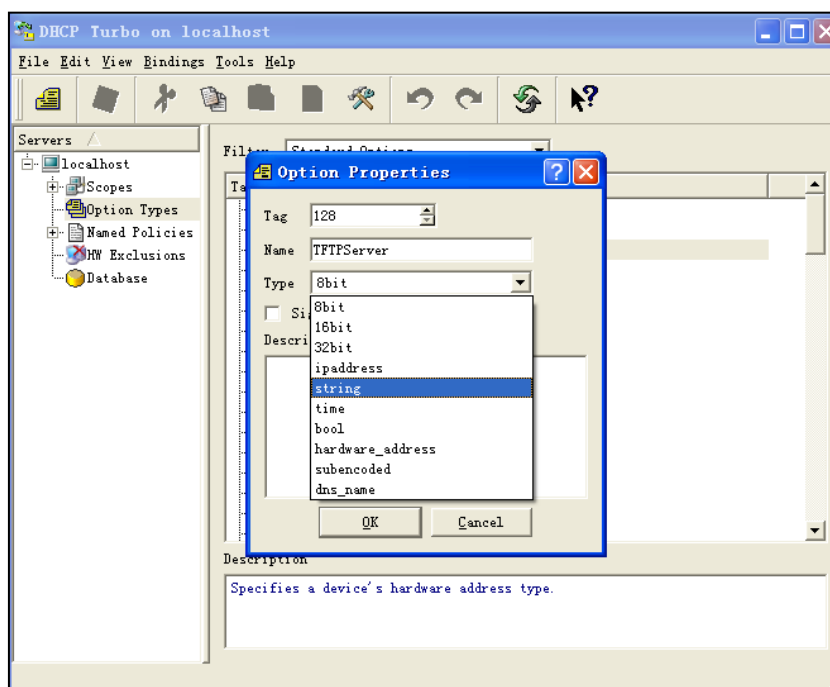 DHCP Turbo on localhost
File Edit View Bindings Tools Help
Servers
localhost
Scopes
Option Types
Named Policies
HW Exclusions
Database
Option Properties
Tag 128
Name TFTPServer
Type 8bit
8bit
16bit
32bit
ipaddress
string
time
bool
hardware_address
subencoded
dns_name
OK Cancel
Description
Specifies a device's hardware address type.